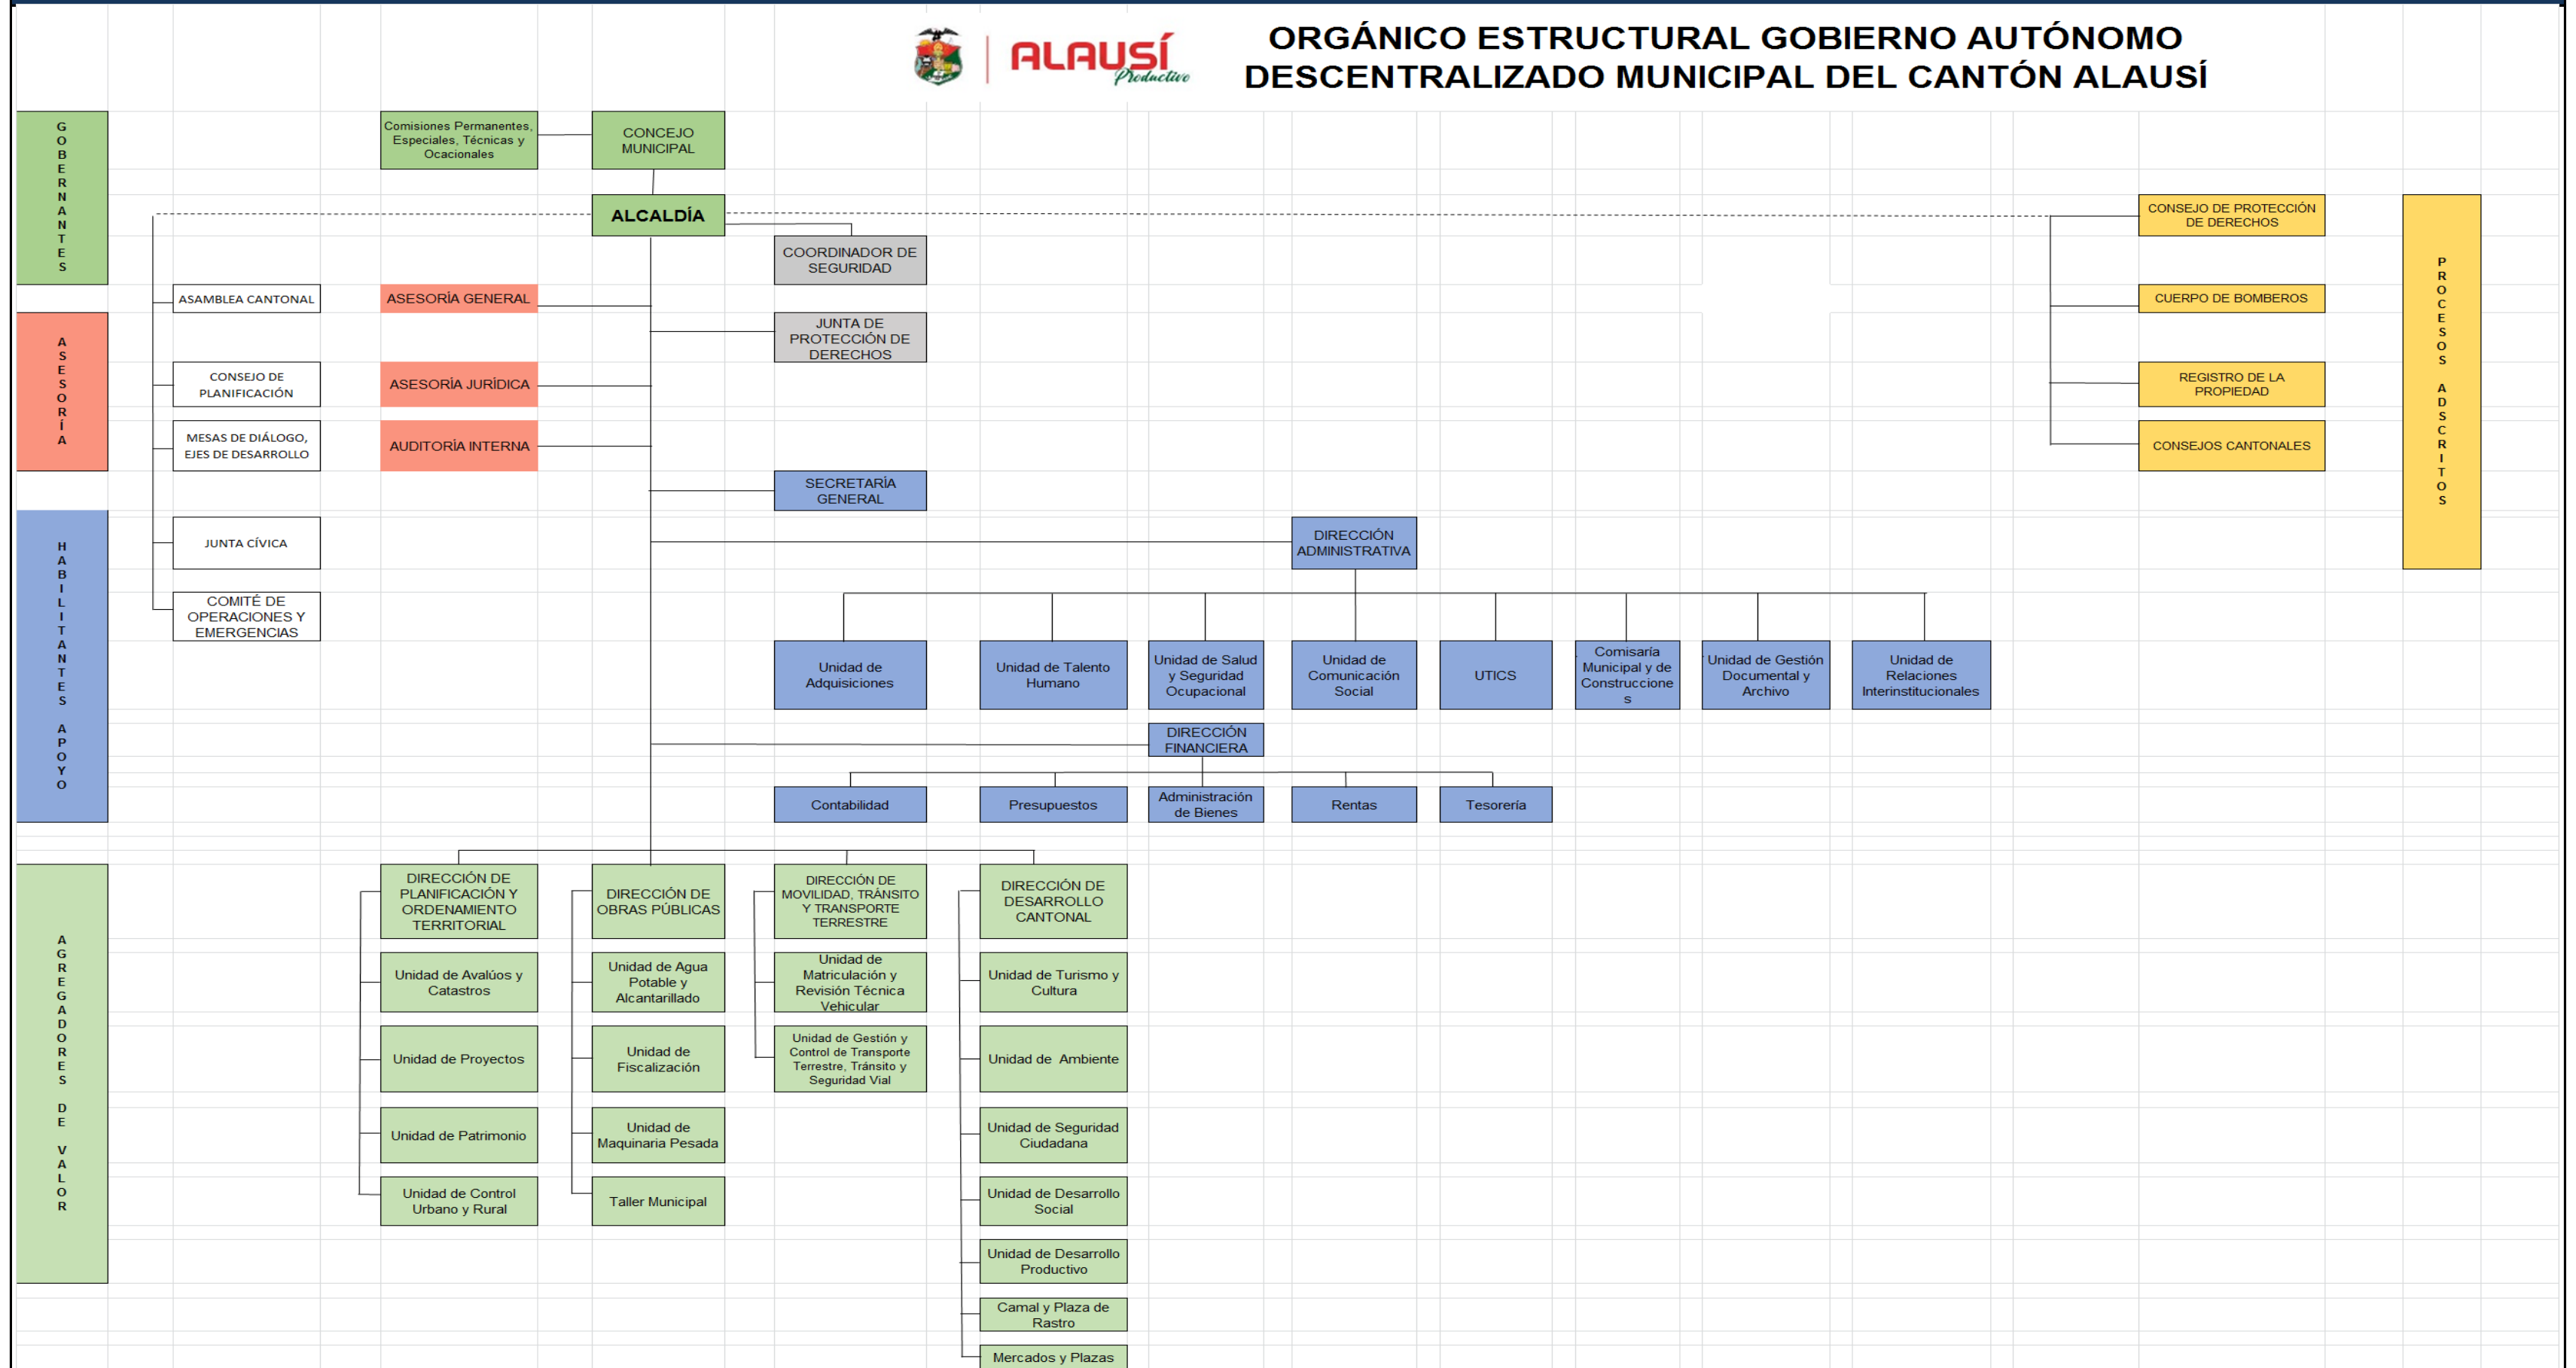 ALAUSÍ
Productivo
ORGÁNICO ESTRUCTURAL GOBIERNO AUTÓNOMO
DESCENTRALIZADO MUNICIPAL DEL CANTÓN ALAUSÍ
GOBERNANTES
Comisiones Permanentes,
Especiales, Técnicas y
Ocacionales
CONCEJO
MUNICIPAL
ALCALDÍA
CONSEJO DE PROTECCIÓN
DE DERECHOS
PROCESOS ADSCRITOS
COORDINADOR DE
SEGURIDAD
ASAMBLEA CANTONAL
ASESORÌA GENERAL
CUERPO DE BOMBEROS
ASESORÍA
JUNTA DE
PROTECCIÓN DE
DERECHOS
CONSEJO DE
PLANIFICACIÓN
ASESORÌA JURÍDICA
REGISTRO DE LA
PROPIEDAD
MESAS DE DIÁLOGO,
EJES DE DESARROLLO
AUDITORÌA INTERNA
CONSEJOS CANTONALES
SECRETARÌA
GENERAL
HABILITANTES APOYO
JUNTA CÍVICA
DIRECCIÓN
ADMINISTRATIVA
COMITÉ DE
OPERACIONES Y
EMERGENCIAS
Unidad de
Adquisiciones
Unidad de Talento
Humano
Unidad de Salud
y Seguridad
Ocupacional
Unidad de
Comunicación
Social
UTICS
Comisaría
Municipal y de
Construccione
s
Unidad de Gestión
Documental y
Archivo
Unidad de
Relaciones
Interinstitucionales
DIRECCIÓN
FINANCIERA
Contabilidad
Presupuestos
Administración
de Bienes
Rentas
Tesorería
AGREGADORES DE VALOR
DIRECCIÓN DE
PLANIFICACIÓN Y
ORDENAMIENTO
TERRITORIAL
DIRECCIÓN DE
OBRAS PÚBLICAS
DIRECCIÓN DE
MOVILIDAD, TRÁNSITO
Y TRANSPORTE
TERRESTRE
DIRECCIÓN DE
DESARROLLO
CANTONAL
Unidad de Avalúos y
Catastros
Unidad de Agua
Potable y
Alcantarillado
Unidad de
Matriculación y
Revisión Técnica
Vehicular
Unidad de Turismo y
Cultura
Unidad de Proyectos
Unidad de
Fiscalización
Unidad de Gestión y
Control de Transporte
Terrestre, Tránsito y
Seguridad Vial
Unidad de  Ambiente
Unidad de Patrimonio
Unidad de
Maquinaria Pesada
Unidad de Seguridad
Ciudadana
Unidad de Control
Urbano y Rural
Taller Municipal
Unidad de Desarrollo
Social
Unidad de Desarrollo
Productivo
Camal y Plaza de
Rastro
Mercados y Plazas